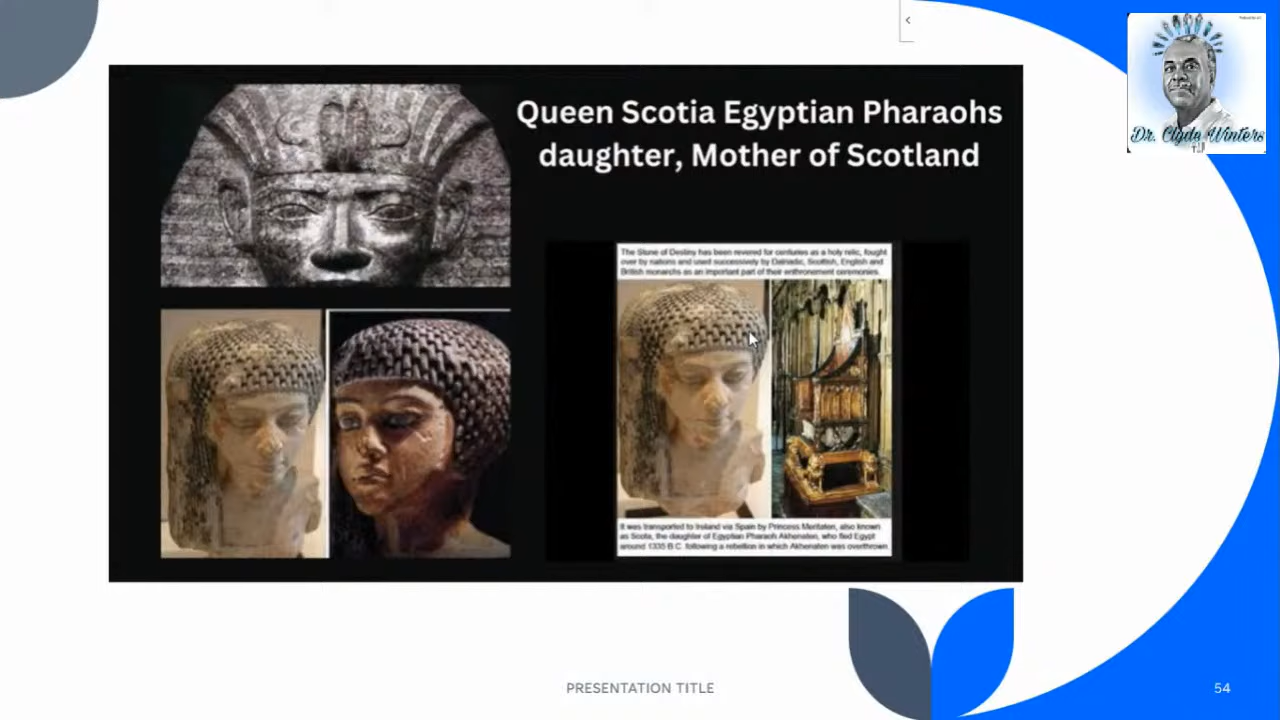 Dr. Clyde Winters
Queen Scotia Egyptian Pharaohs
daughter, Mother of Scotland
The Stone of Destiny has been revered for centuries as a holy relic, fought
over by nations and used successively by Dalriadic, Scottish, English and
British monarchs as an important part of their enthronement ceremonies.
It was transported to Ireland via Spain by Princess Meritaten, also known
as Scota, the daughter of Egyptian Pharaoh Akhenaten, who fled Egypt
around 1335 B.C. following a rebellion in which Akhenaten was overthrown.
PRESENTATION TITLE
54